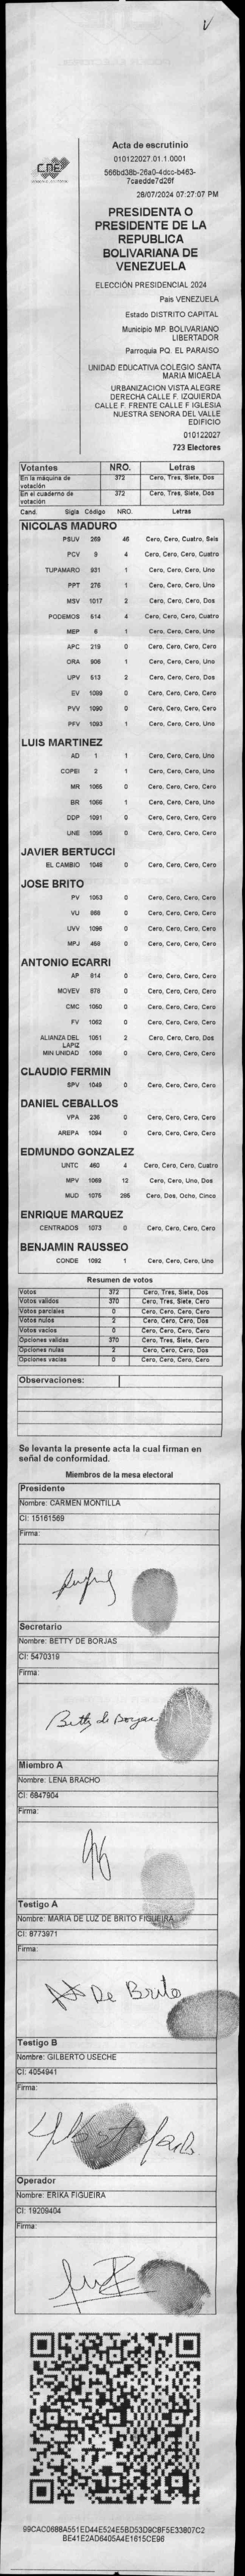 CNE
Acta de escrutinio
010122027.01.1.0001
566bd38b-26a0-4dcc-b463-
7caedde7d26f
28/07/2024 07:27:07 PM
PRESIDENTA O
PRESIDENTE DE LA
REPUBLICA
BOLIVARIANA DE
VENEZUELA
ELECCIÓN PRESIDENCIAL 2024
Pais VENEZUELA
Estado DISTRITO CAPITAL
Municipio MP. BOLIVARIANO
LIBERTADOR
Parroquia PQ. EL PARAISO
UNIDAD EDUCATIVA COLEGIO SANTA
MARIA MICAELA
URBANIZACION VISTA ALEGRE
DERECHA CALLE F. IZQUIERDA
CALLE F. FRENTE CALLE F IGLESIA
NUESTRA SENORA DEL VALLE
EDIFICIO
010122027
723 Electores
Votantes NRO. Letras
En la máquina de votación 372 Cero, Tres, Siete, Dos
En el cuaderno de votación 372 Cero, Tres, Siete, Dos
Cand. Sigla Código NRO. Letras
NICOLAS MADURO
PSUV 269 46 Cero, Cero, Cuatro, Seis
PCV 9 4 Cero, Cero, Cero, Cuatro
TUPAMARO 931 1 Cero, Cero, Cero, Uno
PPT 276 1 Cero, Cero, Cero, Uno
MSV 1017 2 Cero, Cero, Cero, Dos
PODEMOS 614 4 Cero, Cero, Cero, Cuatro
MEP 6 1 Cero, Cero, Cero, Uno
APC 219 0 Cero, Cero, Cero, Cero
ORA 906 1 Cero, Cero, Cero, Uno
UPV 613 2 Cero, Cero, Cero, Dos
EV 1089 0 Cero, Cero, Cero, Cero
PVV 1090 0 Cero, Cero, Cero, Cero
PFV 1093 1 Cero, Cero, Cero, Uno
LUIS MARTINEZ
AD 1 1 Cero, Cero, Cero, Uno
COPEI 2 1 Cero, Cero, Cero, Uno
MR 1065 0 Cero, Cero, Cero, Cero
BR 1066 1 Cero, Cero, Cero, Uno
DDP 1091 0 Cero, Cero, Cero, Cero
UNE 1095 0 Cero, Cero, Cero, Cero
JAVIER BERTUCCI
EL CAMBIO 1048 0 Cero, Cero, Cero, Cero
JOSE BRITO
PV 1053 0 Cero, Cero, Cero, Cero
VU 868 0 Cero, Cero, Cero, Cero
UVV 1096 0 Cero, Cero, Cero, Cero
MPJ 458 0 Cero, Cero, Cero, Cero
ANTONIO ECARRI
AP 814 0 Cero, Cero, Cero, Cero
MOVEV 678 0 Cero, Cero, Cero, Cero
CMC 1050 0 Cero, Cero, Cero, Cero
FV 1062 0 Cero, Cero, Cero, Cero
ALIANZA DEL LAPIZ 1051 2 Cero, Cero, Cero, Dos
MIN UNIDAD 1069 0 Cero, Cero, Cero, Cero
CLAUDIO FERMIN
SPV 1049 0 Cero, Cero, Cero, Cero
DANIEL CEBALLOS
VPA 236 0 Cero, Cero, Cero, Cero
AREPA 1094 0 Cero, Cero, Cero, Cero
EDMUNDO GONZALEZ
UNTC 460 4 Cero, Cero, Cero, Cuatro
MPV 1069 12 Cero, Cero, Uno, Dos
MUD 1075 285 Cero, Dos, Ocho, Cinco
ENRIQUE MARQUEZ
CENTRADOS 1073 0 Cero, Cero, Cero, Cero
BENJAMIN RAUSSEO
CONDE 1092 1 Cero, Cero, Cero, Uno
Resumen de votos
Votos 372 Cero, Tres, Siete, Dos
Votos validos 370 Cero, Tres, Siete, Cero
Votos parciales 0 Cero, Cero, Cero, Cero
Votos nulos 2 Cero, Cero, Cero, Dos
Votos vacios 0 Cero, Cero, Cero, Cero
Opciones validas 370 Cero, Tres, Siete, Cero
Opciones nulas 2 Cero, Cero, Cero, Dos
Opciones vacias 0 Cero, Cero, Cero, Cero
Observaciones:
Se levanta la presente acta la cual firman en
señal de conformidad.
Miembros de la mesa electoral
Presidente
Nombre: CARMEN MONTILLA
CI: 15161569
Firma:
Secretario
Nombre: BETTY DE BORJAS
CI: 5470319
Firma:
Betty de Borjas
Miembro A
Nombre: LENA BRACHO
CI: 6847904
Firma:
Testigo A
Nombre: MARIA DE LUZ DE BRITO FIGUEIRA
CI: 8773971
Firma:
De Brito
Testigo B
Nombre: GILBERTO USECHE
CI: 4054941
Firma:
Operador
Nombre: ERIKA FIGUEIRA
CI: 19209404
Firma:
99CAC0688A551ED44E524E5BD53D9C8F5E33807C2
BE41E2AD6405A4E1615CE96